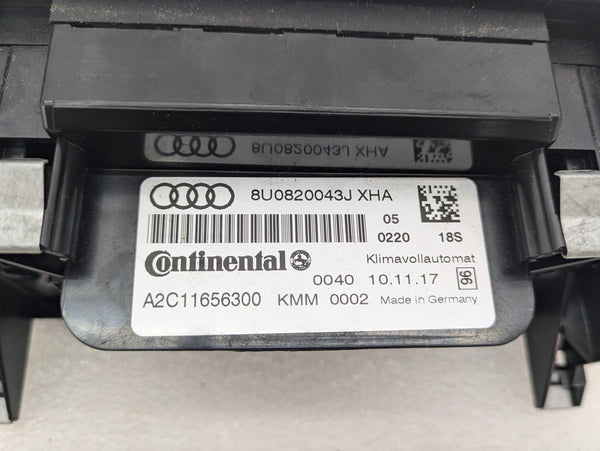 8U0820043J XHA
05
0220 18S
Continental Klimavollautomat
0040 10.11.17 96
A2C11656300 KMM 0002 Made in Germany